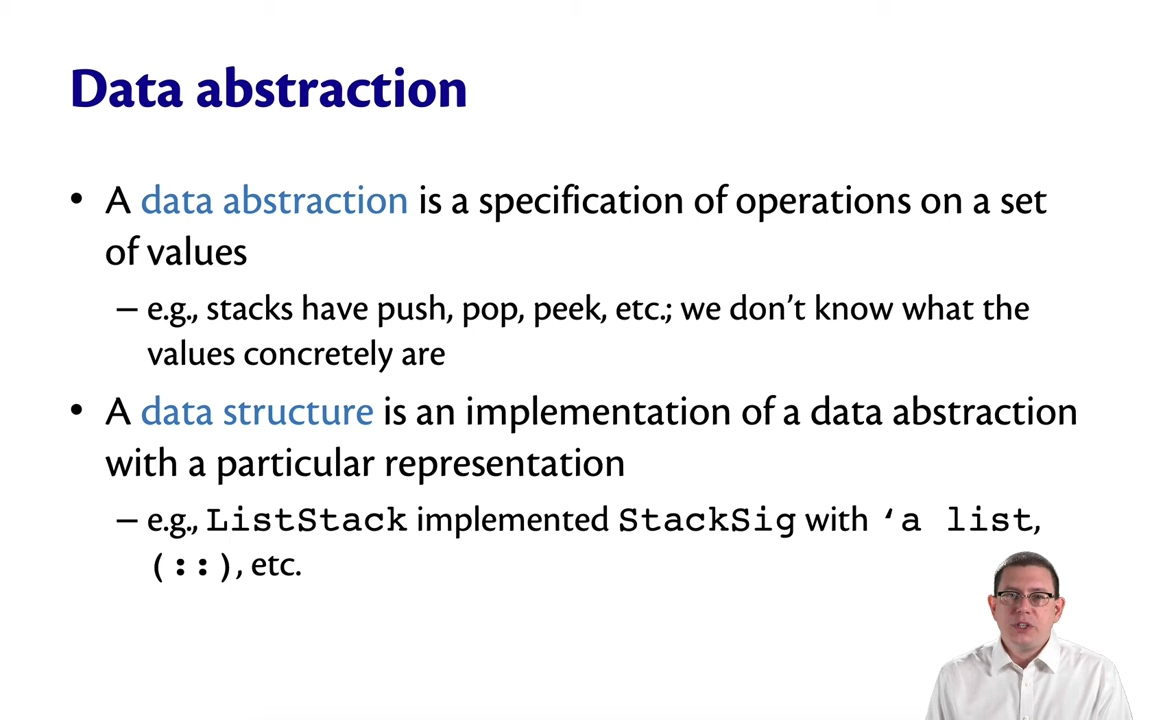 Data abstraction
• A data abstraction is a specification of operations on a set
of values
– e.g., stacks have push, pop, peek, etc.; we don’t know what the
values concretely are
• A data structure is an implementation of a data abstraction
with a particular representation
– e.g., ListStack implemented StackSig with ‘a list,
(::), etc.